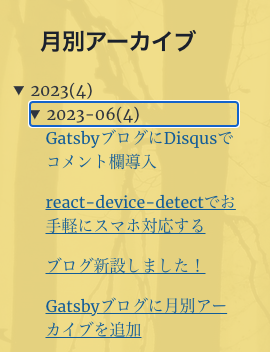 月別アーカイブ
▼ 2023(4)
▼ 2023-06(4)
GatsbyブログにDisqusで
コメント欄導入
react-device-detectでお
手軽にスマホ対応する
ブログ新設しました！
Gatsbyブログに月別アー
カイブを追加